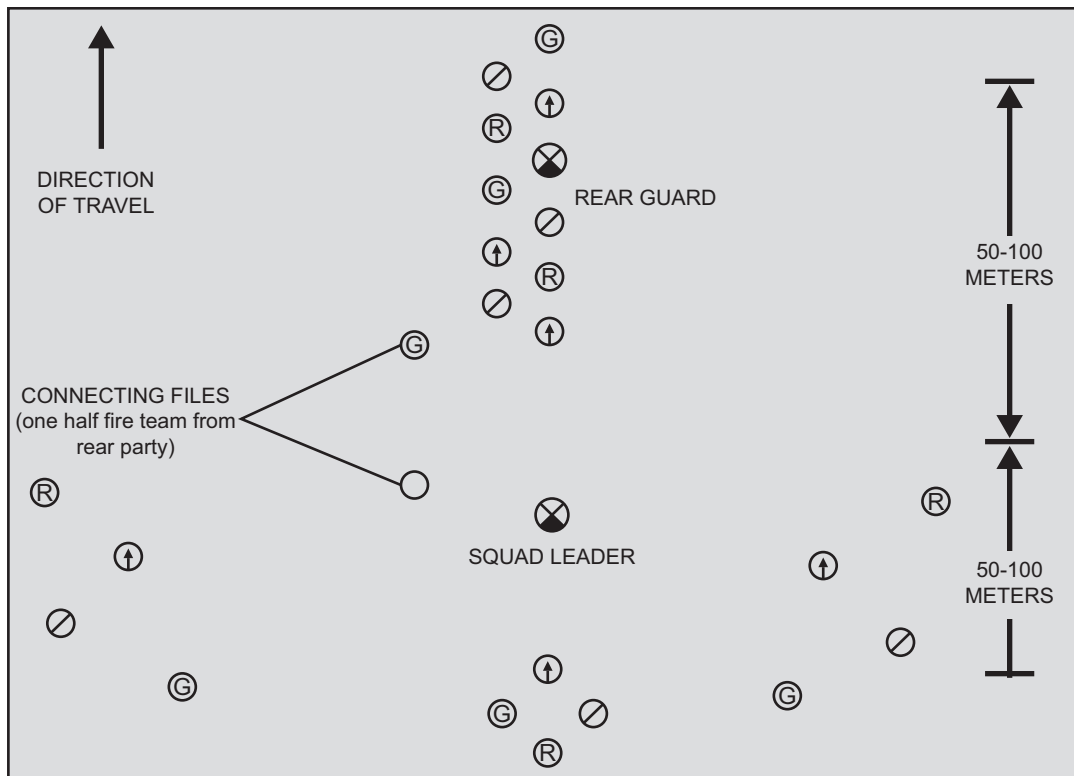 G
DIRECTION
OF TRAVEL
R
G
REAR GUARD
R
50-100
METERS
G
CONNECTING FILES
(one half fire team from
rear party)
R
R
SQUAD LEADER
50-100
METERS
G
G
G
R